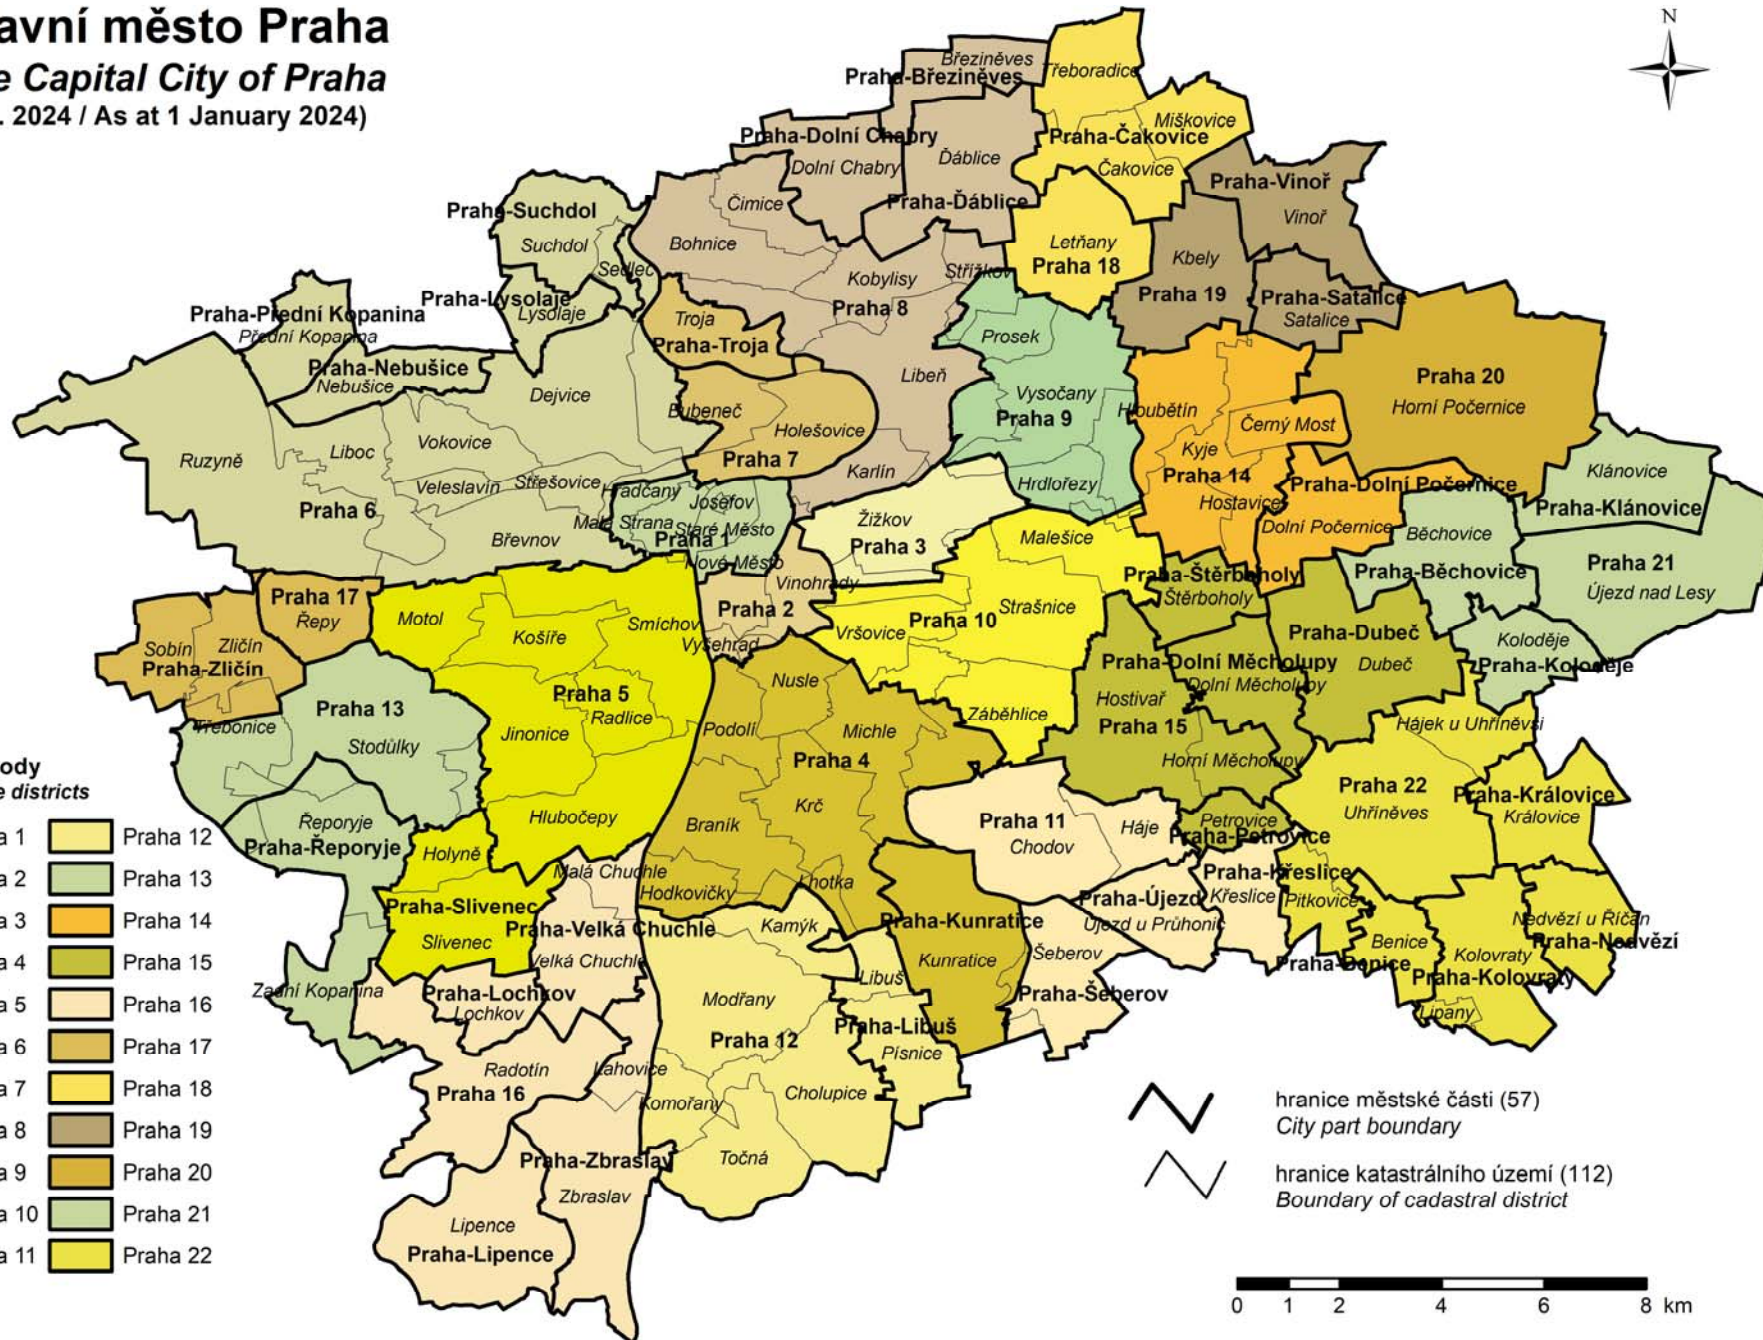 avní město Praha
e Capital City of Praha
. 2024 / As at 1 January 2024)
N
Březiněves
Praha-Březiněves
Třeboradice
Miškovice
Praha-Čakovice
Čakovice
Praha-Dolní Chabry
Dolní Chabry
Ďáblice
Praha-Ďáblice
Praha-Vinoř
Vinoř
Praha-Suchdol
Suchdol
Sedlec
Čimice
Bohnice
Kobylisy
Střížkov
Praha 8
Letňany
Praha 18
Kbely
Praha 19
Praha-Satalice
Satalice
Praha-Lysolaje
Lysolaje
Praha-Přední Kopanina
Přední Kopanina
Praha-Nebušice
Nebušice
Troja
Praha-Troja
Prosek
Libeň
Dejvice
Bubeneč
Holešovice
Praha 7
Vysočany
Praha 9
Hloubětín
Černý Most
Kyje
Praha 14
Hostavice
Praha 20
Horní Počernice
Ruzyně
Liboc
Vokovice
Veleslavín
Střešovice
Praha 6
Břevnov
Karlín
Hrdlořezy
Praha-Dolní Počernice
Dolní Počernice
Klánovice
Praha-Klánovice
Hradčany
Josefov
Malá Strana
Staré Město
Praha 1
Nové Město
Žižkov
Praha 3
Malešice
Běchovice
Praha-Běchovice
Praha 21
Újezd nad Lesy
Praha 17
Řepy
Motol
Košíře
Smíchov
Vinohrady
Praha 2
Vyšehrad
Vršovice
Praha 10
Strašnice
Praha-Štěrboholy
Štěrboholy
Praha-Dubeč
Dubeč
Koloděje
Praha-Koloděje
Sobín
Zličín
Praha-Zličín
Praha 13
Třebonice
Stodůlky
Praha 5
Radlice
Jinonice
Hlubočepy
Nusle
Podolí
Michle
Praha 4
Krč
Braník
Hodkovičky
Lhotka
Záběhlice
Praha-Dolní Měcholupy
Dolní Měcholupy
Hostivař
Praha 15
Horní Měcholupy
Hájek u Uhříněvsi
Praha 22
Uhříněves
Praha-Královice
Královice
Praha 11
Chodov
Háje
Petrovice
Praha-Petrovice
Řeporyje
Praha-Řeporyje
Holyně
Praha-Slivenec
Slivenec
Malá Chuchle
Praha-Velká Chuchle
Velká Chuchle
Kamýk
Praha-Kunratice
Kunratice
Praha-Újezd
Újezd u Průhonic
Praha-Křeslice
Křeslice
Pitkovice
Šeberov
Praha-Šeberov
Benice
Praha-Benice
Nedvězí u Říčan
Praha-Nedvězí
Kolovraty
Praha-Kolovraty
Lipany
Zadní Kopanina
Praha-Lochkov
Lochkov
Radotín
Lahovice
Praha 16
Modřany
Praha 12
Libuš
Praha-Libuš
Písnice
Cholupice
Komořany
Točná
Praha-Zbraslav
Zbraslav
Lipence
Praha-Lipence
ody
e districts
a 1 Praha 12
a 2 Praha 13
a 3 Praha 14
a 4 Praha 15
a 5 Praha 16
a 6 Praha 17
a 7 Praha 18
a 8 Praha 19
a 9 Praha 20
a 10 Praha 21
a 11 Praha 22
hranice městské části (57)
City part boundary
hranice katastrálního území (112)
Boundary of cadastral district
0 1 2 4 6 8 km